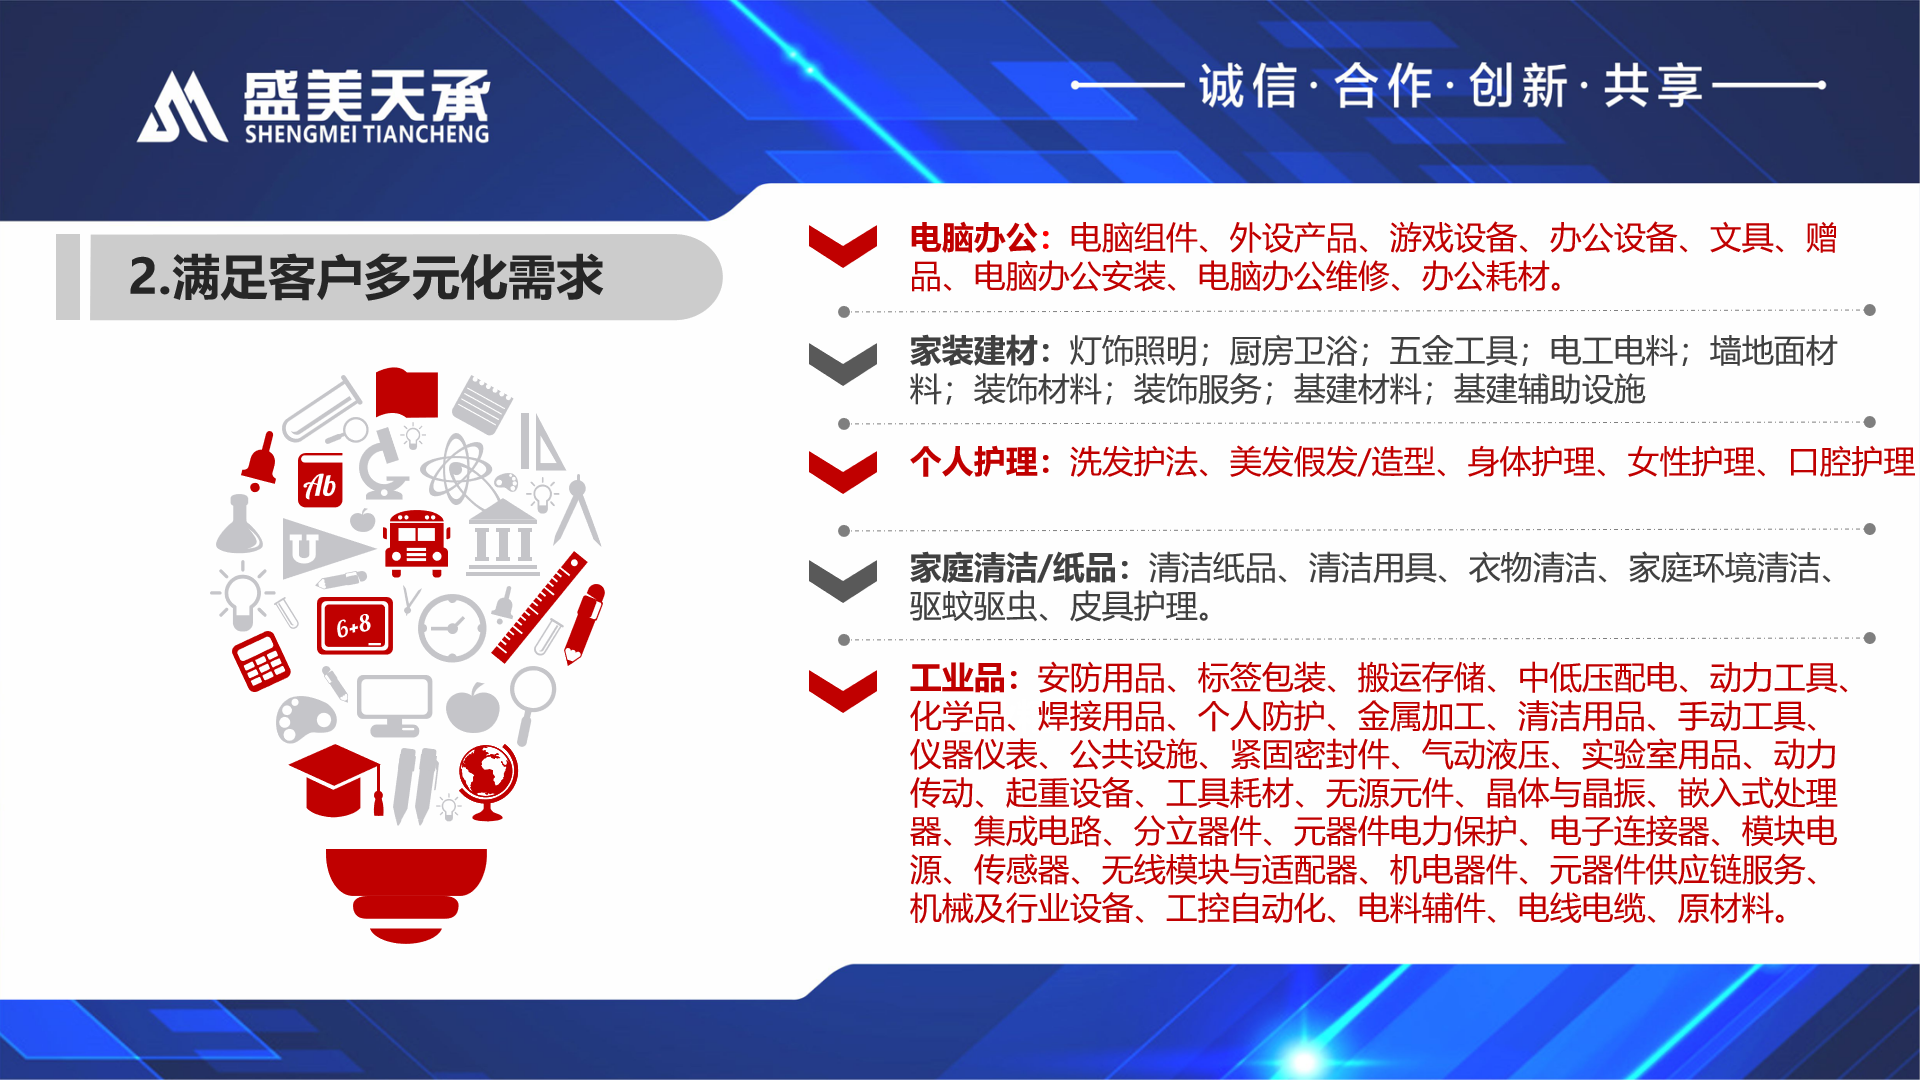 盛美天承
SHENGMEI TIANCHENG
诚信·合作·创新·共享
2.满足客户多元化需求
电脑办公：电脑组件、外设产品、游戏设备、办公设备、文具、赠
品、电脑办公安装、电脑办公维修、办公耗材。
家装建材：灯饰照明；厨房卫浴；五金工具；电工电料；墙地面材
料；装饰材料；装饰服务；基建材料；基建辅助设施
个人护理：洗发护法、美发假发/造型、身体护理、女性护理、口腔护理
家庭清洁/纸品：清洁纸品、清洁用具、衣物清洁、家庭环境清洁、
驱蚊驱虫、皮具护理。
工业品：安防用品、标签包装、搬运存储、中低压配电、动力工具、
化学品、焊接用品、个人防护、金属加工、清洁用品、手动工具、
仪器仪表、公共设施、紧固密封件、气动液压、实验室用品、动力
传动、起重设备、工具耗材、无源元件、晶体与晶振、嵌入式处理
器、集成电路、分立器件、元器件电力保护、电子连接器、模块电
源、传感器、无线模块与适配器、机电器件、元器件供应链服务、
机械及行业设备、工控自动化、电料辅件、电线电缆、原材料。
Ab
U
6+8